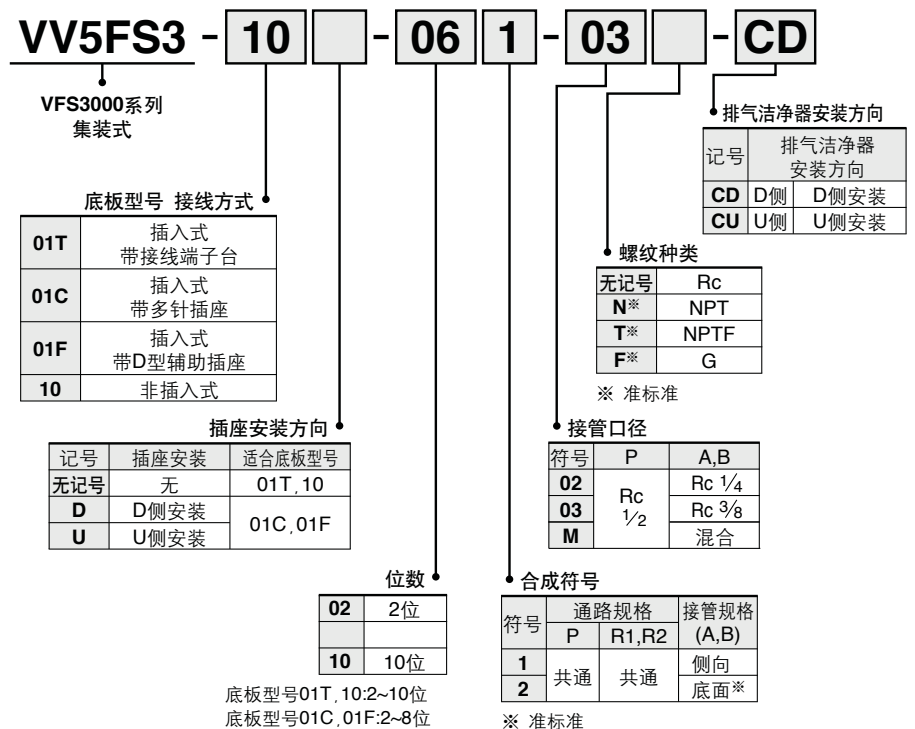 VV5FS3 - 10 - 06 1 - 03 - CD
VFS3000系列
集装式
排气洁净器安装方向
记号 排气洁净器
安装方向
CD D侧 D侧安装
CU U侧 U侧安装
底板型号 接线方式
01T 插入式
带接线端子台
01C 插入式
带多针插座
01F 插入式
带D型辅助插座
10 非插入式
螺纹种类
无记号 Rc
N※ NPT
T※ NPTF
F※ G
※ 准标准
插座安装方向
记号 插座安装 适合底板型号
无记号 无 01T,10
D D侧安装 01C,01F
U U侧安装
接管口径
符号 P A,B
02 Rc 1/2 Rc 1/4
03 Rc 3/8
M 混合
位数
02 2位
10 10位
底板型号01T,10:2~10位
底板型号01C,01F:2~8位
合成符号
符号 通路规格 接管规格
P R1,R2 (A,B)
1 共通 共通 侧向
2 底面※
※ 准标准